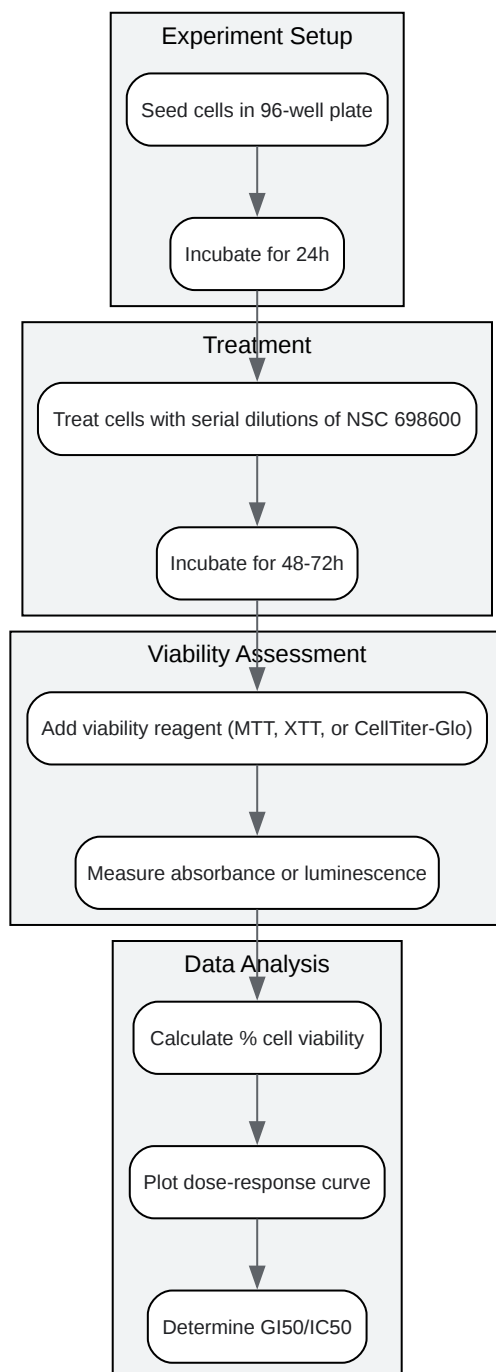 Experiment Setup
Seed cells in 96-well plate
Incubate for 24h
Treatment
Treat cells with serial dilutions of NSC 698600
Incubate for 48-72h
Viability Assessment
Add viability reagent (MTT, XTT, or CellTiter-Glo)
Measure absorbance or luminescence
Data Analysis
Calculate % cell viability
Plot dose-response curve
Determine GI50/IC50